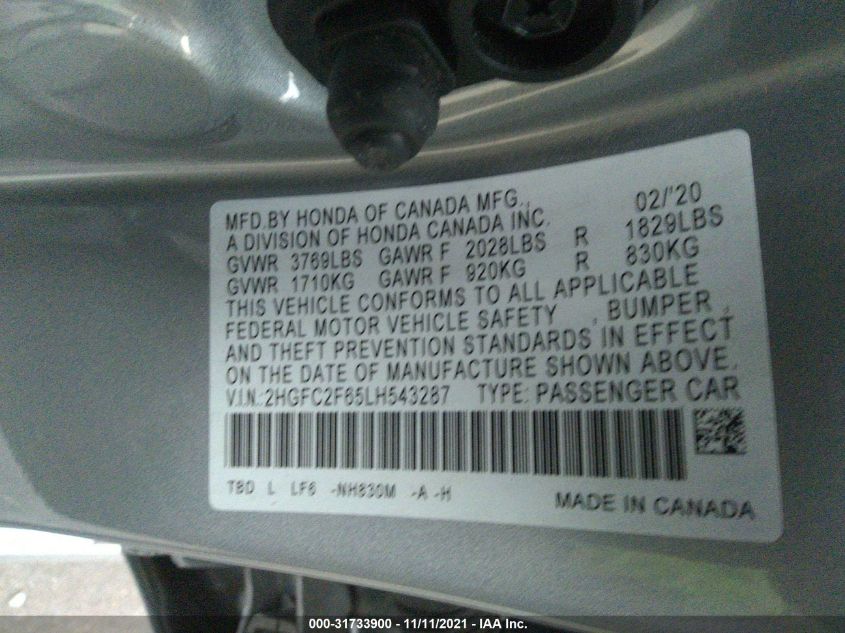 MFD.BY HONDA OF CANADA MFG., 02/'20
A DIVISION OF HONDA CANADA INC.
GVWR 3769LBS GAWR F 2028LBS R 1829LBS
GVWR 1710KG GAWR F 920KG R 830KG
THIS VEHICLE CONFORMS TO ALL APPLICABLE
FEDERAL MOTOR VEHICLE SAFETY , BUMPER ,
AND THEFT PREVENTION STANDARDS IN EFFECT
ON THE DATE OF MANUFACTURE SHOWN ABOVE.
V.I.N.:2HGFC2F65LH543287 TYPE: PASSENGER CAR
TBD L LF6 -NH830M -A -H
MADE IN CANADA
000-31733900 - 11/11/2021 - IAA Inc.